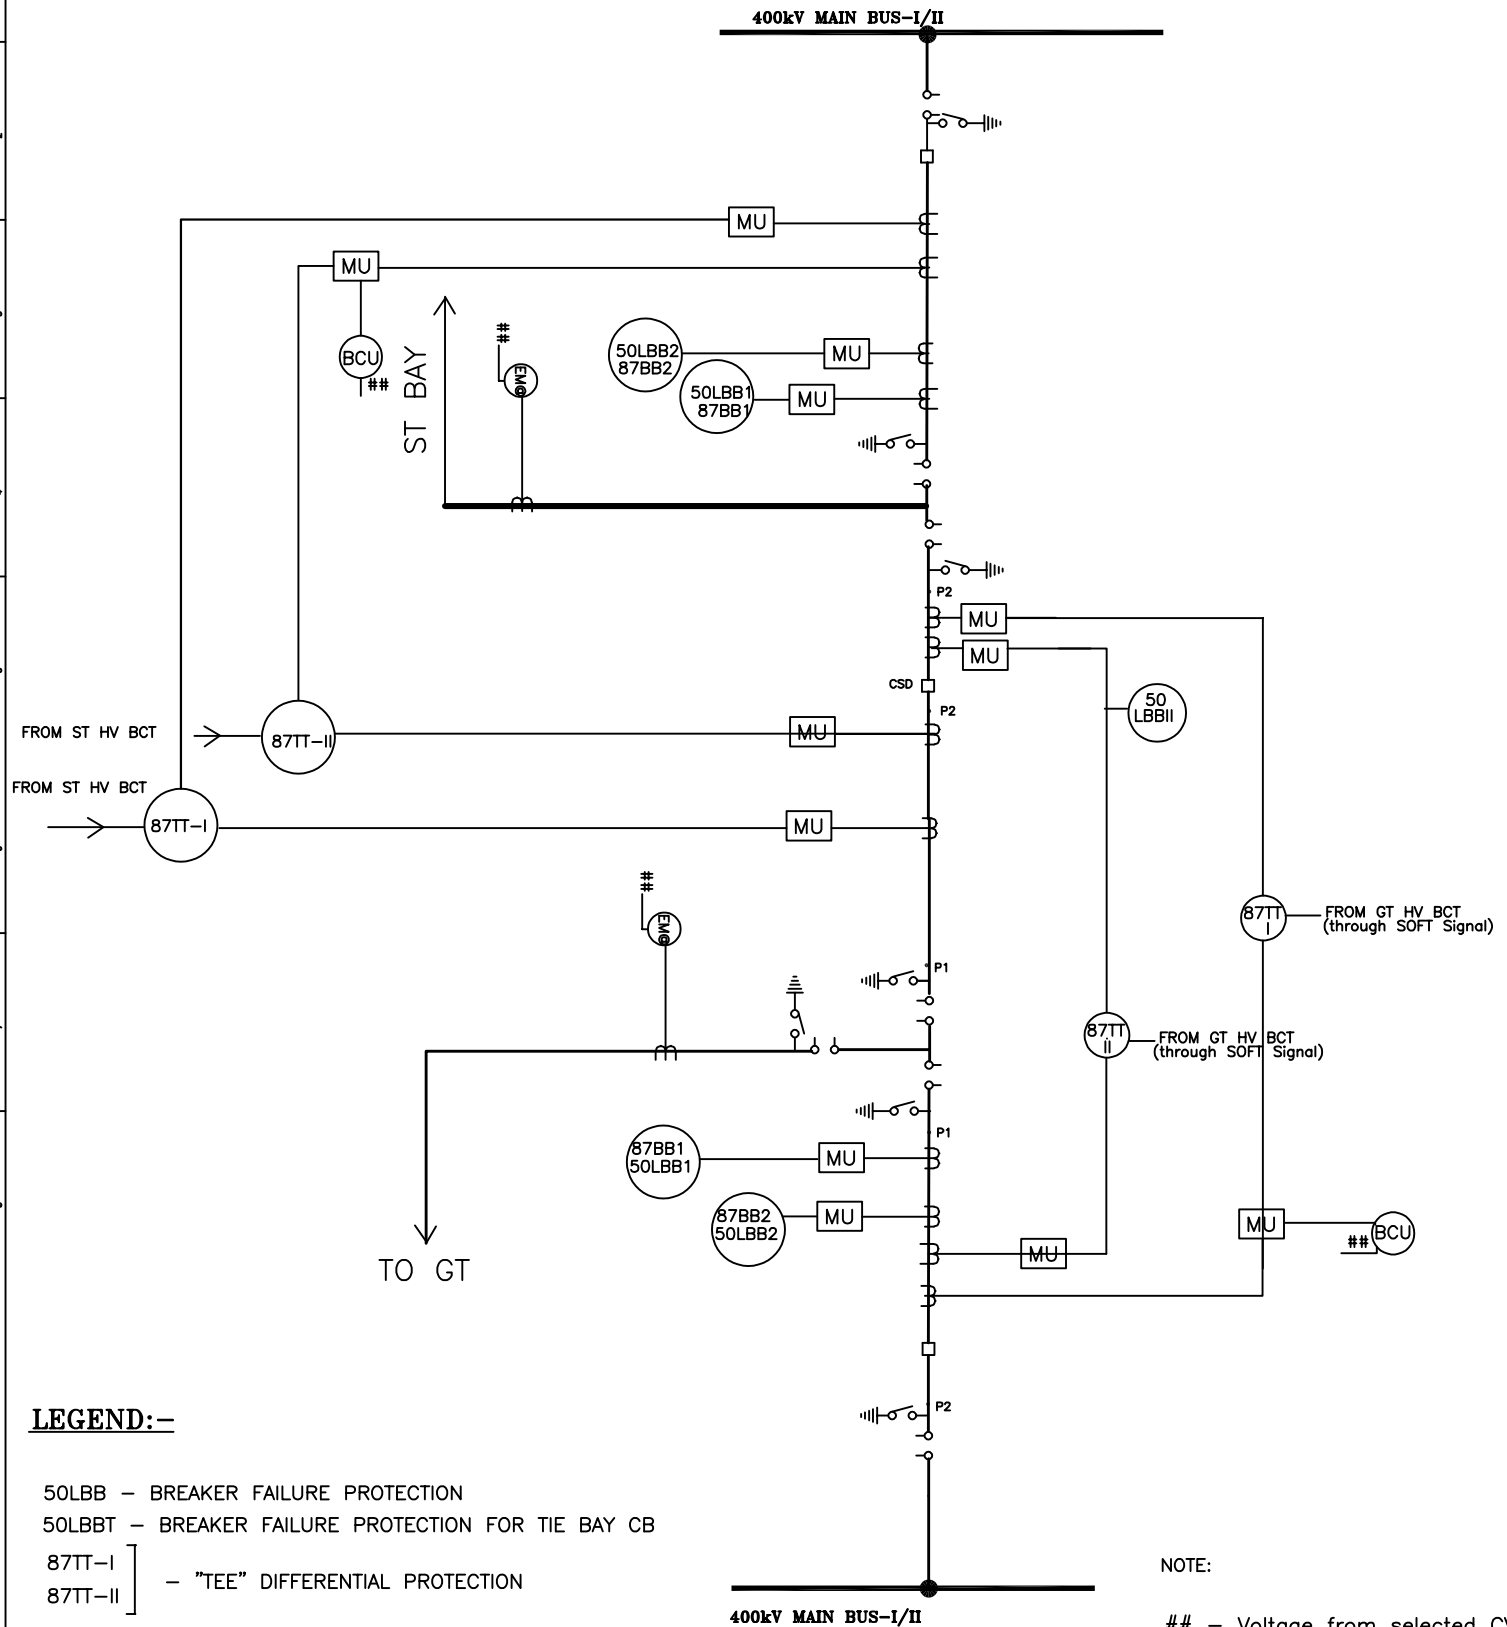 400kV MAIN BUS-I/II
MU
MU
BCU
##
ST BAY
##
EM@
50LBB2
87BB2
MU
50LBB1
87BB1
MU
P2
MU
MU
CSD
P2
50
LBBII
FROM ST HV BCT
87TT-II
MU
FROM ST HV BCT
87TT-I
MU
##
EM@
87TT
I
FROM GT HV BCT
(through SOFT Signal)
P1
87TT
II
FROM GT HV BCT
(through SOFT Signal)
P1
87BB1
50LBB1
MU
87BB2
50LBB2
MU
MU
MU
##
BCU
TO GT
P2
LEGEND:-
50LBB - BREAKER FAILURE PROTECTION
50LBBT - BREAKER FAILURE PROTECTION FOR TIE BAY CB
87TT-I
87TT-II
- "TEE" DIFFERENTIAL PROTECTION
NOTE:
400kV MAIN BUS-I/II
## - Voltage from selected